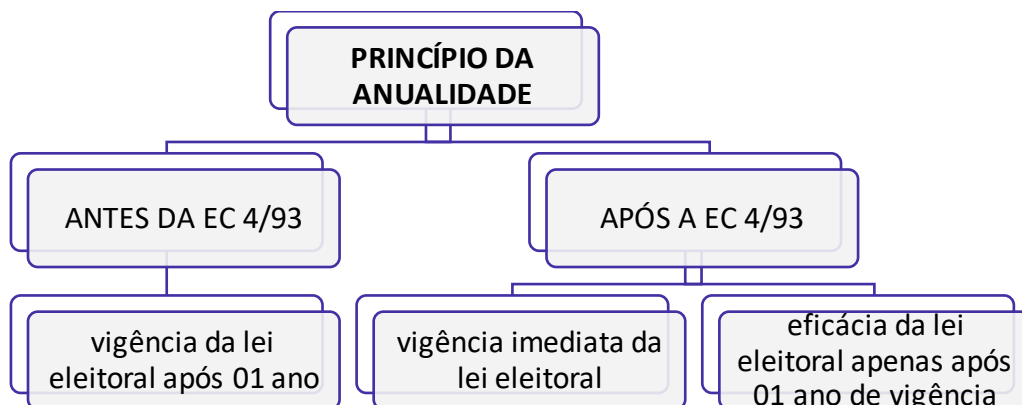 PRINCÍPIO DA
ANUALIDADE
ANTES DA EC 4/93
APÓS A EC 4/93
vigência da lei
eleitoral após 01 ano
vigência imediata da
lei eleitoral
eficácia da lei
eleitoral apenas após
01 ano de vigência